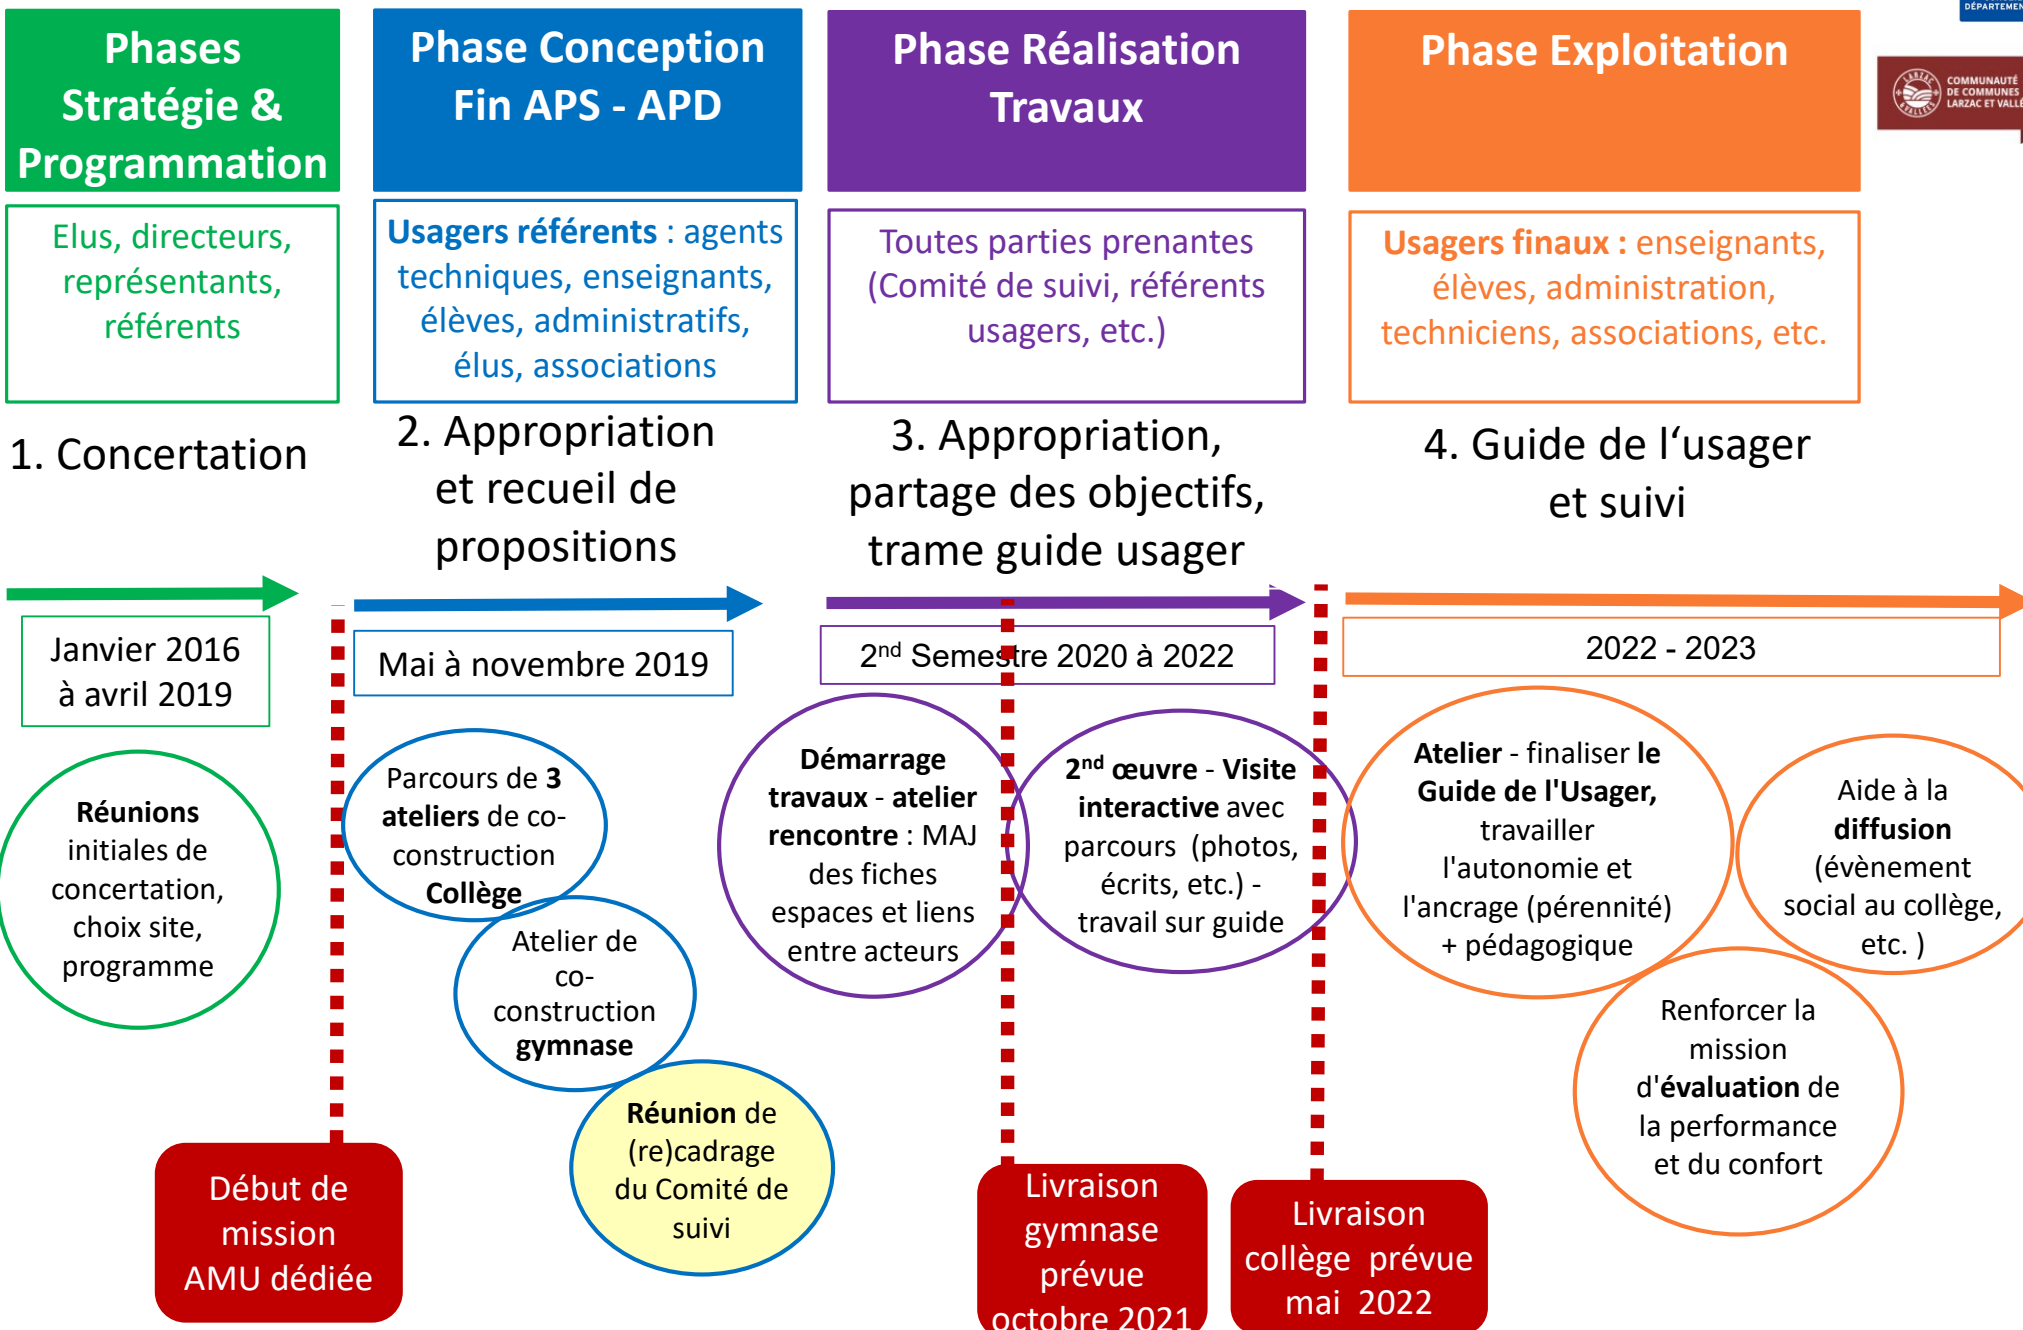 DÉPARTEMEN
COMMUNAUTÉ
DE COMMUNES
LARZAC ET VALLÉ
LARZAC
& VALLÉES
Phases
Stratégie &
Programmation
Phase Conception
Fin APS - APD
Phase Réalisation
Travaux
Phase Exploitation
Elus, directeurs,
représentants,
référents
Usagers référents : agents
techniques, enseignants,
élèves, administratifs,
élus, associations
Toutes parties prenantes
(Comité de suivi, référents
usagers, etc.)
Usagers finaux : enseignants,
élèves, administration,
techniciens, associations, etc.
1. Concertation
2. Appropriation
et recueil de
propositions
3. Appropriation,
partage des objectifs,
trame guide usager
4. Guide de l‘usager
et suivi
Janvier 2016
à avril 2019
Mai à novembre 2019
2nd Semestre 2020 à 2022
2022 - 2023
Réunions
initiales de
concertation,
choix site,
programme
Parcours de 3
ateliers de co-
construction
Collège
Atelier de
co-
construction
gymnase
Réunion de
(re)cadrage
du Comité de
suivi
Démarrage
travaux - atelier
rencontre : MAJ
des fiches
espaces et liens
entre acteurs
2nd œuvre - Visite
interactive avec
parcours (photos,
écrits, etc.) -
travail sur guide
Atelier - finaliser le
Guide de l'Usager,
travailler
l'autonomie et
l'ancrage (pérennité)
+ pédagogique
Aide à la
diffusion
(évènement
social au collège,
etc. )
Renforcer la
mission
d'évaluation de
la performance
et du confort
Début de
mission
AMU dédiée
Livraison
gymnase
prévue
octobre 2021
Livraison
collège prévue
mai 2022